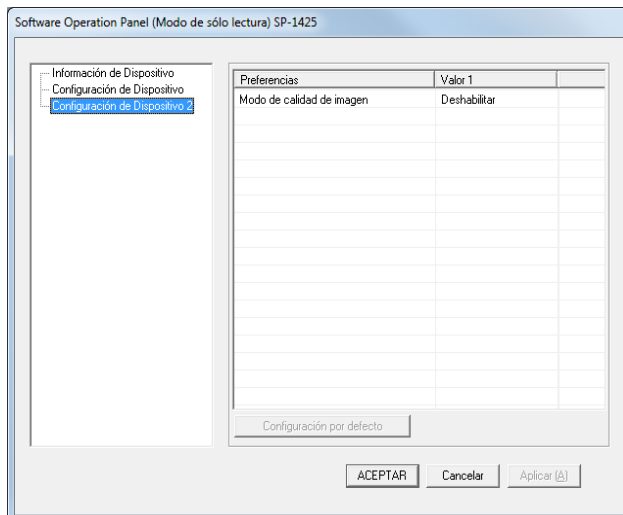 Software Operation Panel (Modo de sólo lectura) SP-1425
Información de Dispositivo
Configuración de Dispositivo
Configuración de Dispositivo 2
Preferencias Valor 1
Modo de calidad de imagen Deshabilitar
Configuración por defecto
ACEPTAR Cancelar Aplicar (A)